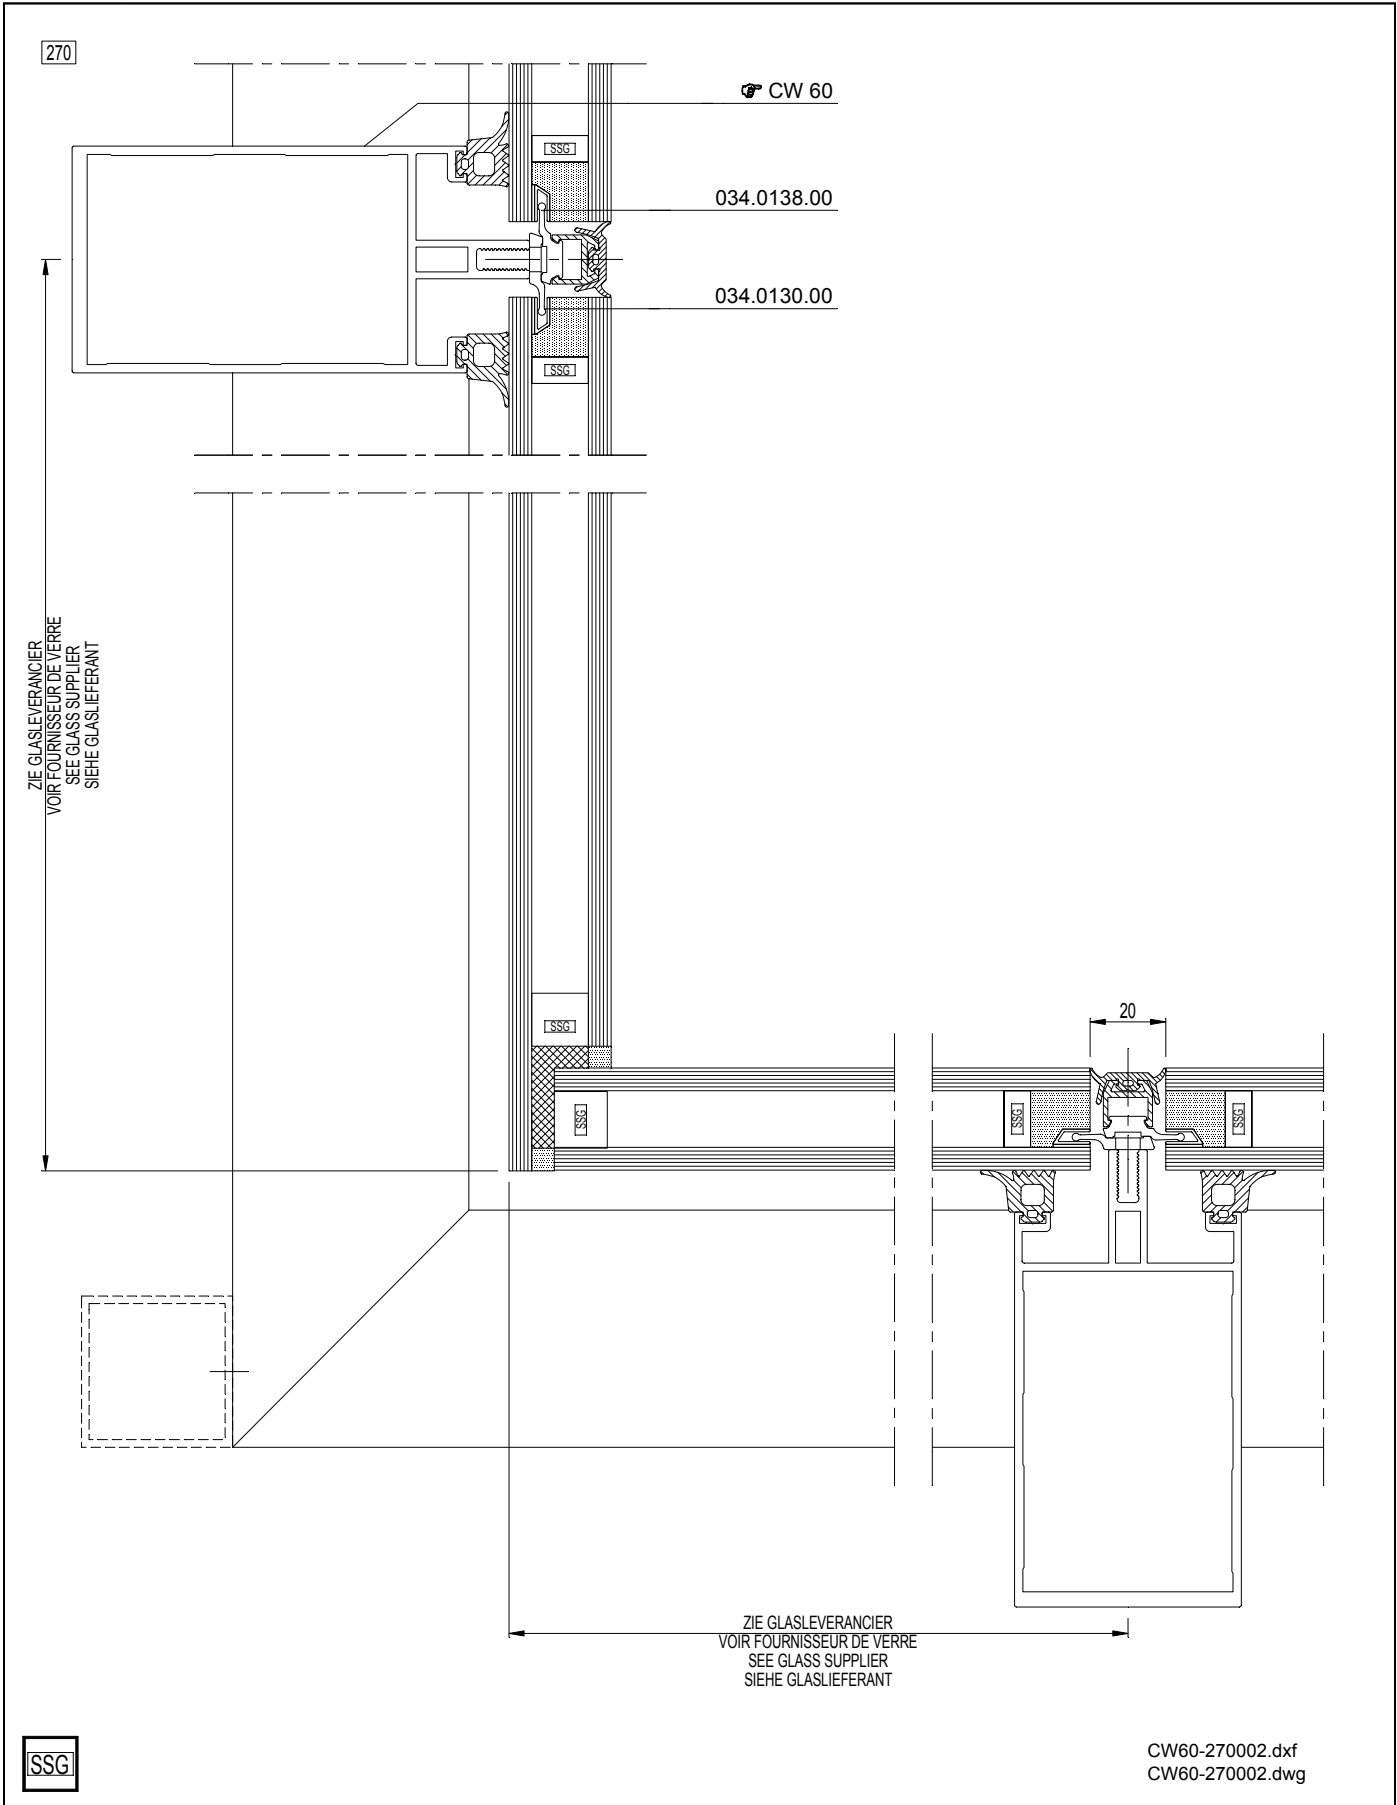 270
☞ CW 60
SSG
034.0138.00
034.0130.00
SSG
ZIE GLASLEVERANCIER
VOIR FOURNISSEUR DE VERRE
SEE GLASS SUPPLIER
SIEHE GLASLIEFERANT
SSG
20
SSG
SSG
SSG
ZIE GLASLEVERANCIER
VOIR FOURNISSEUR DE VERRE
SEE GLASS SUPPLIER
SIEHE GLASLIEFERANT
SSG
CW60-270002.dxf
CW60-270002.dwg